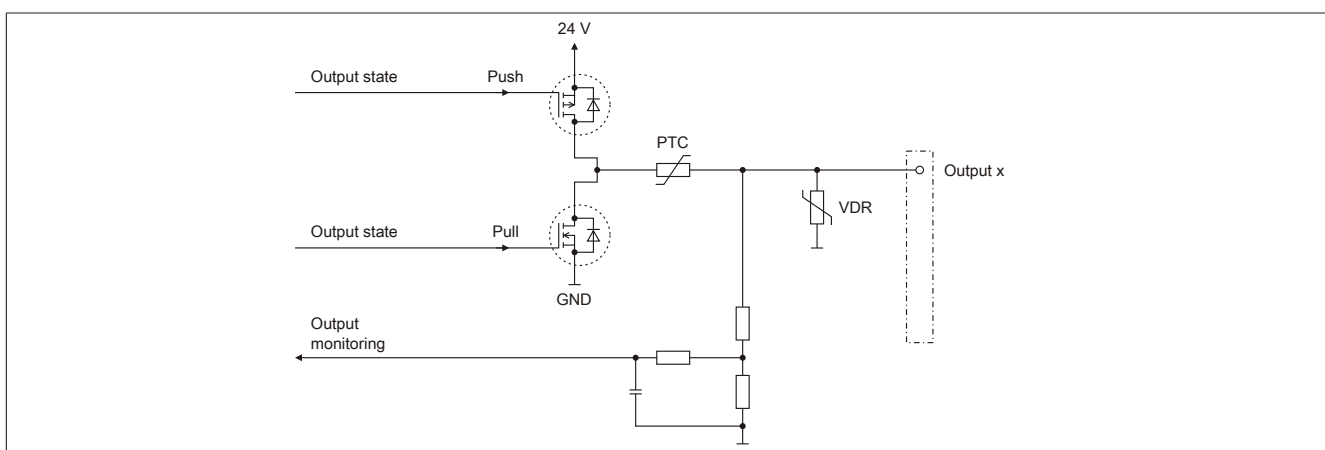 24 V
Output state
Push
PTC
Output x
VDR
Output state
Pull
GND
Output
monitoring